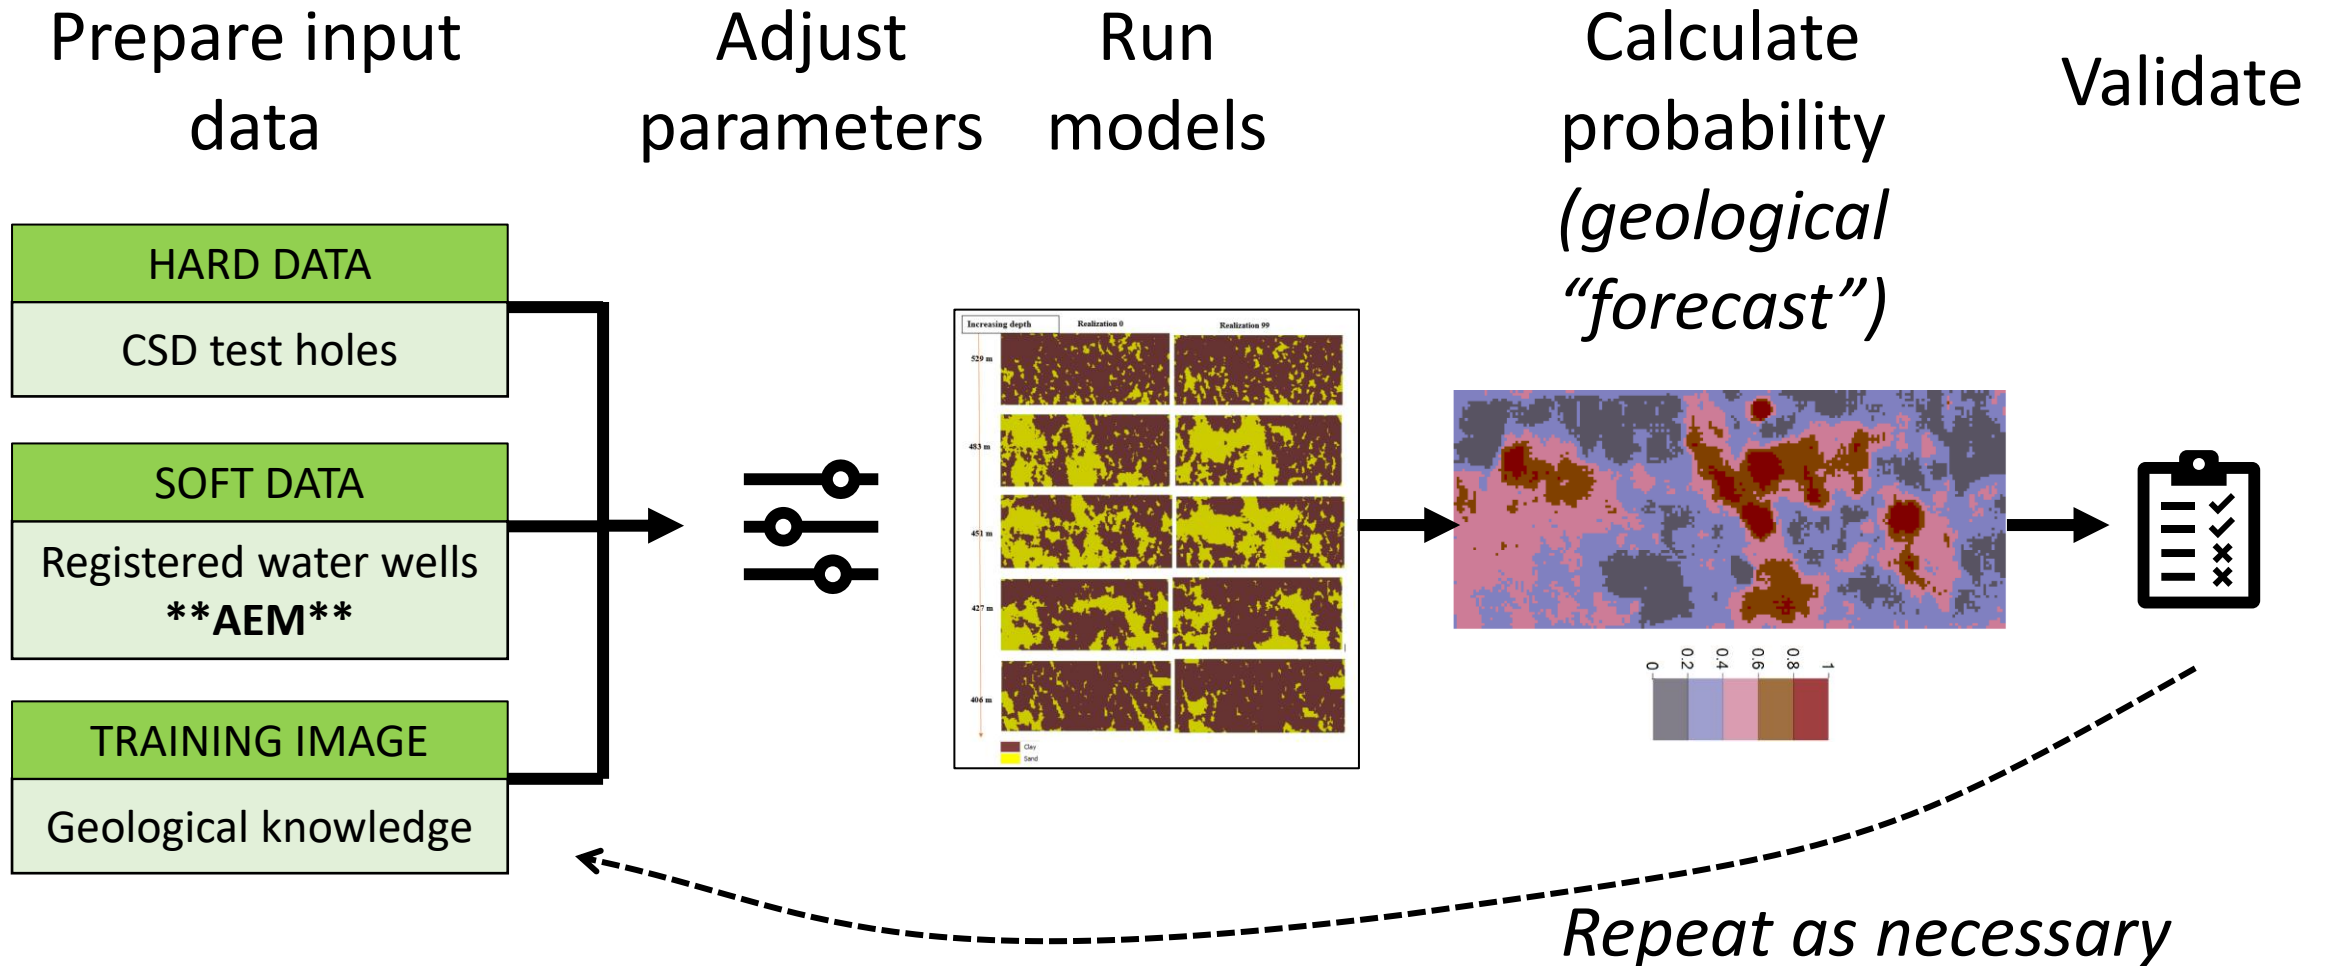 Prepare input
data
Adjust
parameters
Run
models
Calculate
probability
(geological
“forecast”)
Validate
HARD DATA
CSD test holes
SOFT DATA
Registered water wells
**AEM**
TRAINING IMAGE
Geological knowledge
Increasing depth
Realization 0
Realization 99
529 m
483 m
451 m
427 m
406 m
Clay
Sand
0
0.2
0.4
0.6
0.8
1
Repeat as necessary